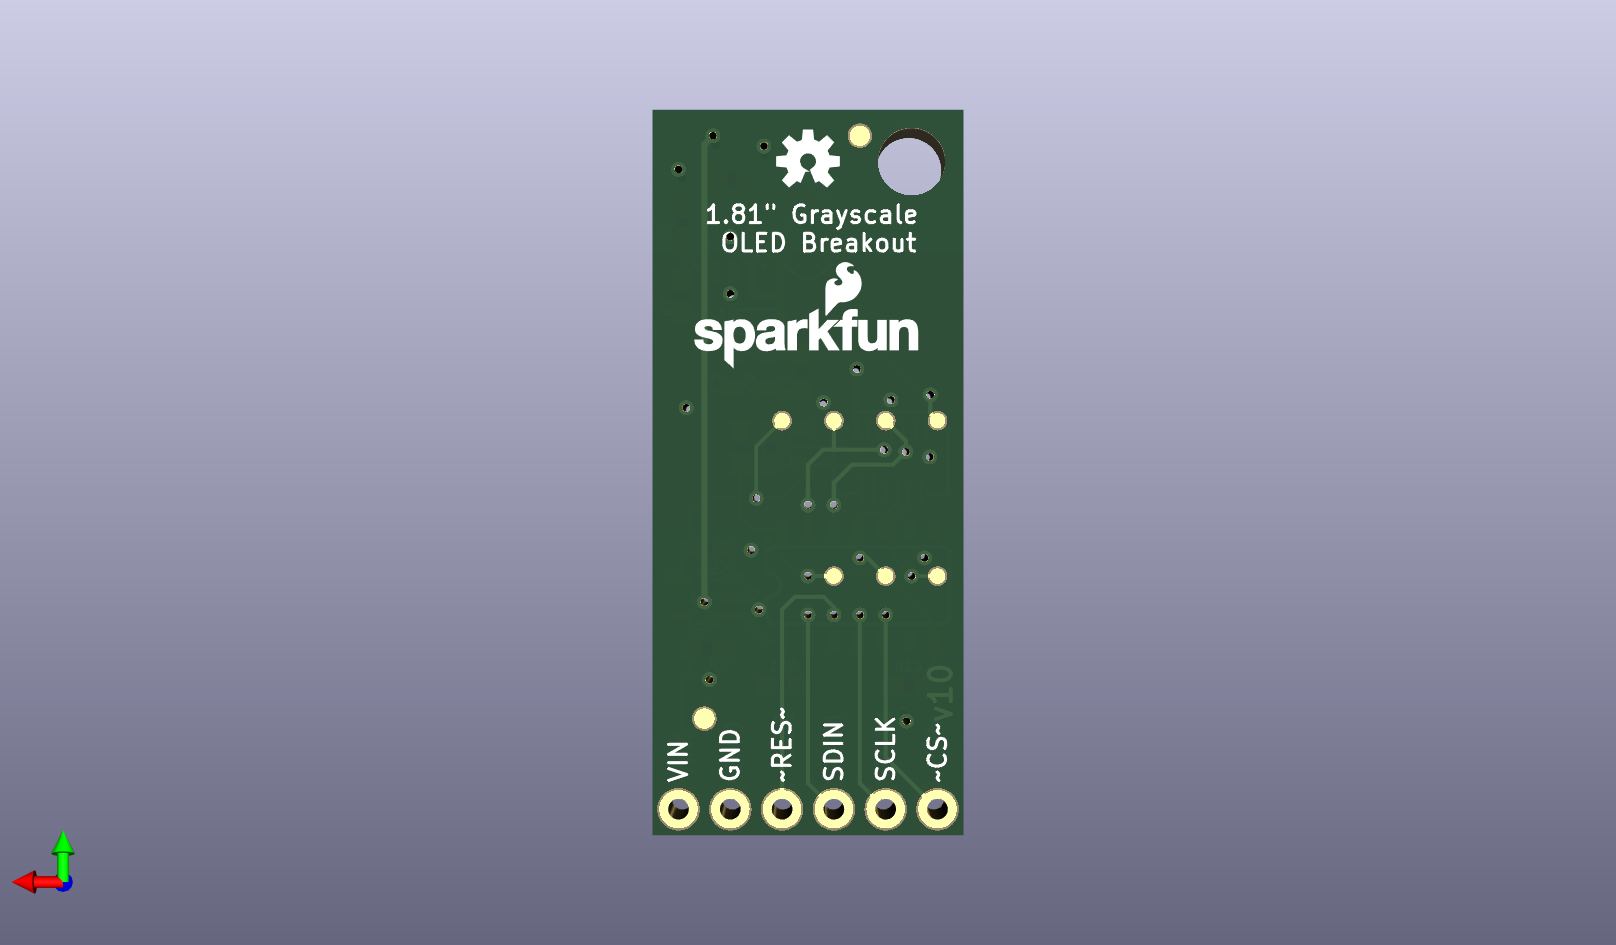 1.81" Grayscale
OLED Breakout
sparkfun
v10
VIN
GND
~RES~
SDIN
SCLK
~CS~